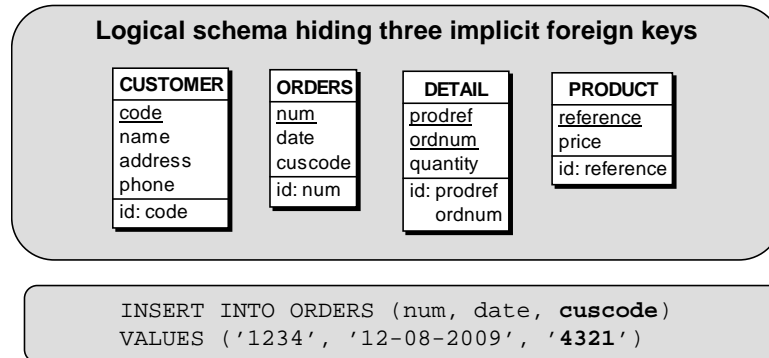 Logical schema hiding three implicit foreign keys
CUSTOMER
code
name
address
phone
id: code
ORDERS
num
date
cuscode
id: num
DETAIL
prodref
ordnum
quantity
id: prodref
ordnum
PRODUCT
reference
price
id: reference
INSERT INTO ORDERS (num, date, cuscode)
VALUES (’1234’, ’12-08-2009’, ’4321’)